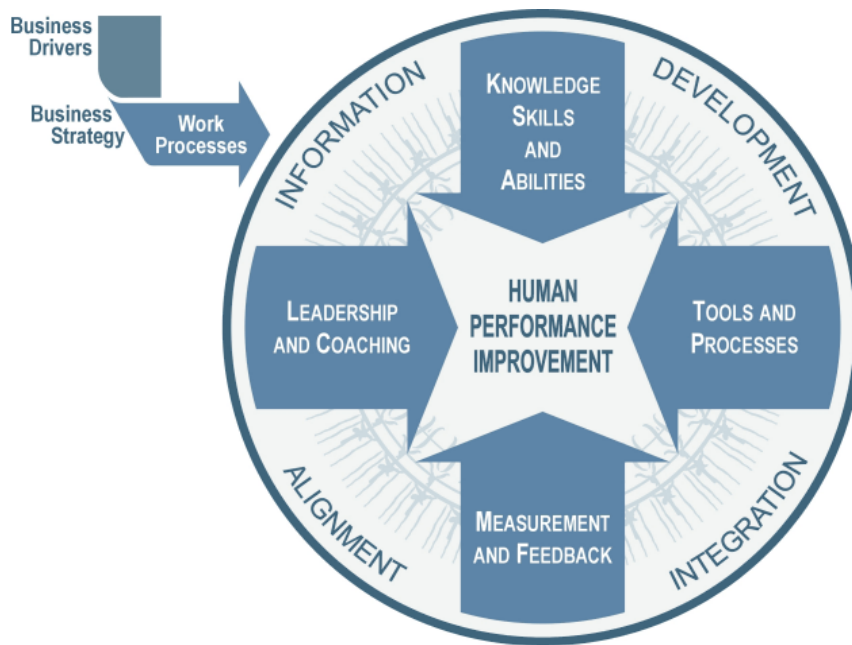 Business
Drivers
Business
Strategy
Work
Processes
INFORMATION
DEVELOPMENT
KNOWLEDGE
SKILLS
AND
ABILITIES
LEADERSHIP
AND COACHING
HUMAN
PERFORMANCE
IMPROVEMENT
TOOLS AND
PROCESSES
MEASUREMENT
AND FEEDBACK
ALIGNMENT
INTEGRATION